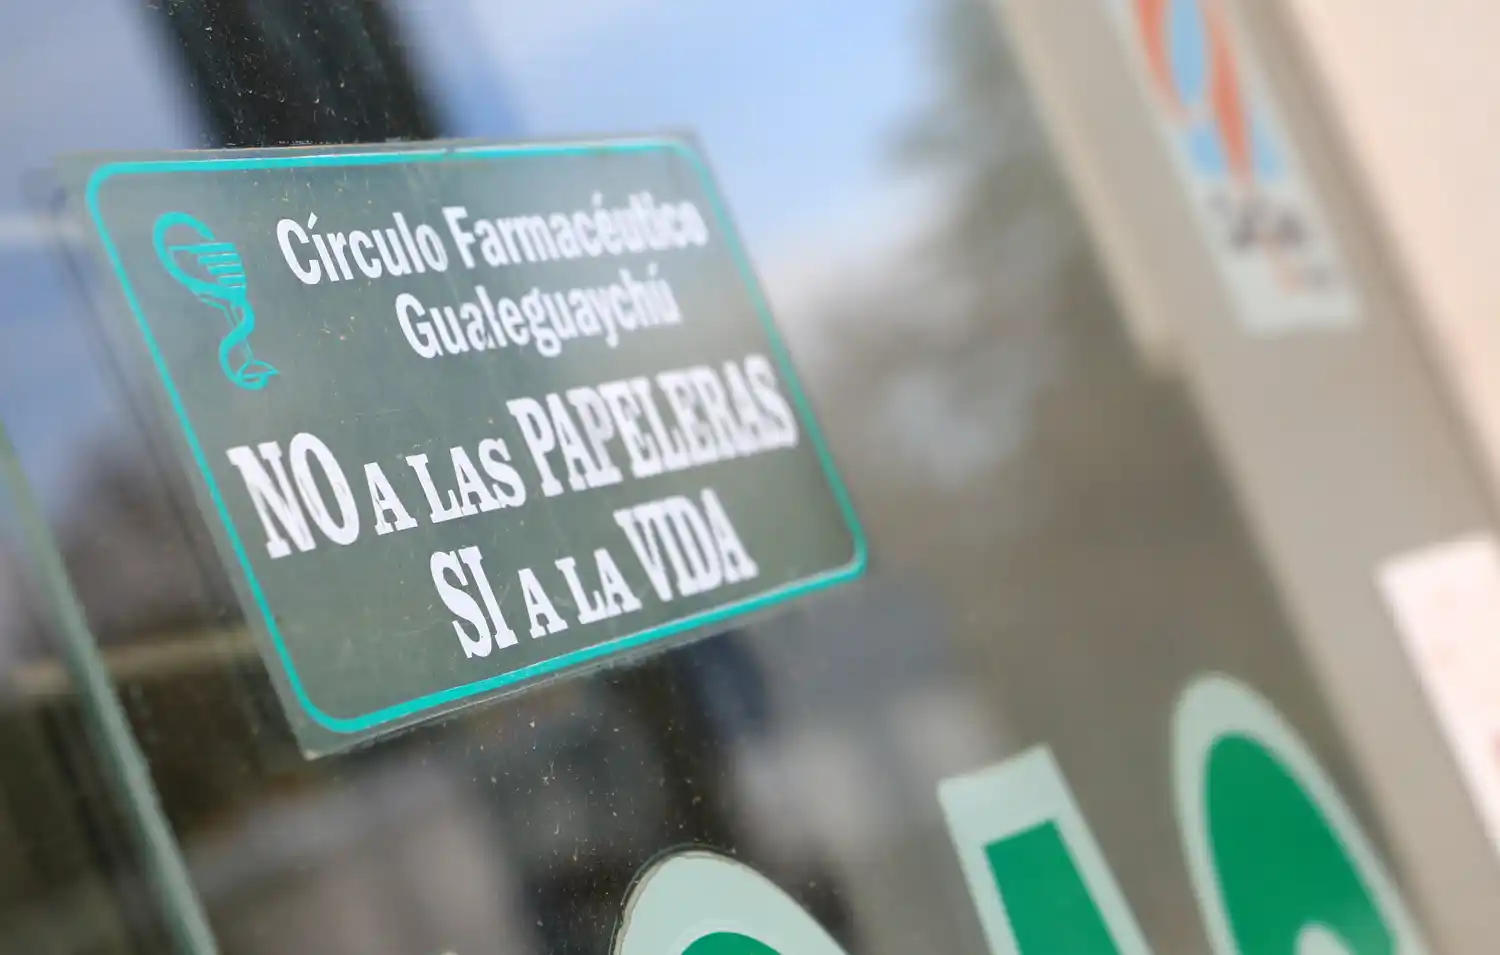 Círculo Farmacéutico
Gualeguaychú
NO A LAS PAPELERAS
SI A LA VIDA